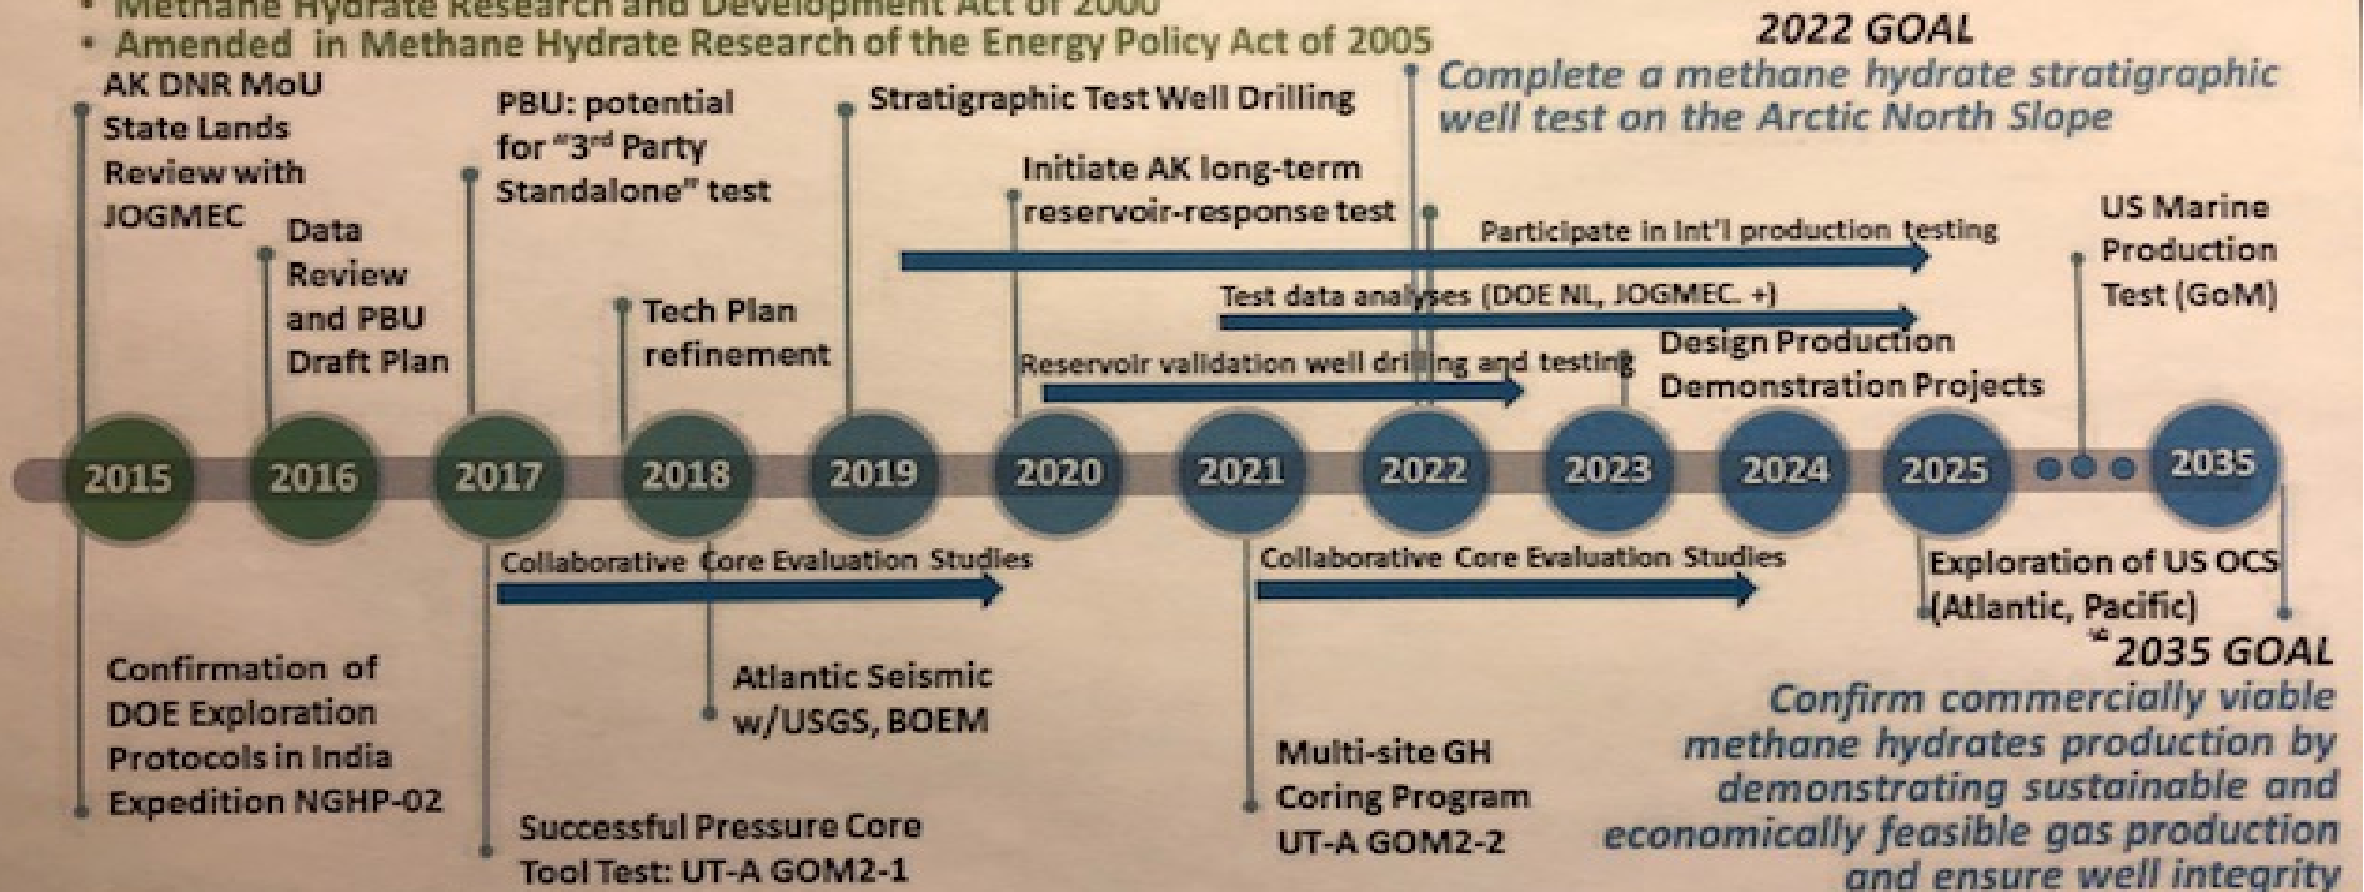 • Methane Hydrate Research and Development Act of 2000
• Amended in Methane Hydrate Research of the Energy Policy Act of 2005
2022 GOAL
Complete a methane hydrate stratigraphic
well test on the Arctic North Slope
AK DNR MoU
State Lands
Review with
JOGMEC
Data
Review
and PBU
Draft Plan
PBU: potential
for "3rd Party
Standalone" test
Tech Plan
refinement
Stratigraphic Test Well Drilling
Initiate AK long-term
reservoir-response test
Participate in Int'l production testing
Test data analyses (DOE NL, JOGMEC. +)
Reservoir validation well drilling and testing
Design Production
Demonstration Projects
US Marine
Production
Test (GoM)
2015 2016 2017 2018 2019 2020 2021 2022 2023 2024 2025 2035
Collaborative Core Evaluation Studies
Collaborative Core Evaluation Studies
Exploration of US OCS
(Atlantic, Pacific)
Confirmation of
DOE Exploration
Protocols in India
Expedition NGHP-02
Successful Pressure Core
Tool Test: UT-A GOM2-1
Atlantic Seismic
w/USGS, BOEM
Multi-site GH
Coring Program
UT-A GOM2-2
2035 GOAL
Confirm commercially viable
methane hydrates production by
demonstrating sustainable and
economically feasible gas production
and ensure well integrity